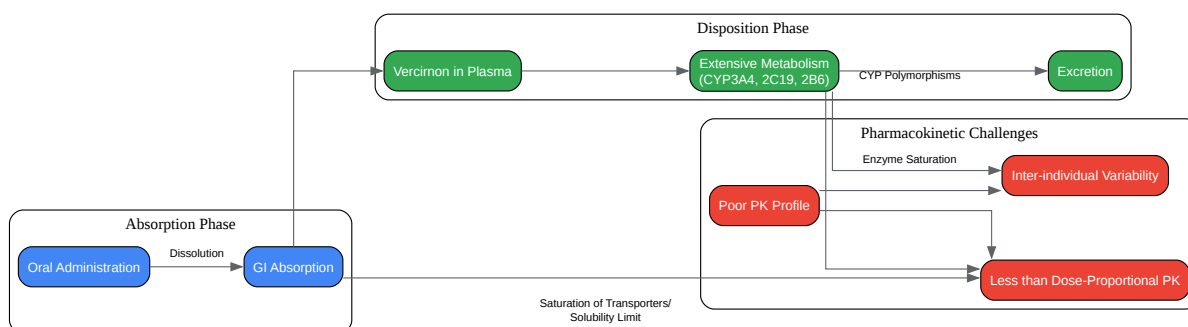 Disposition Phase
Vercirnon in Plasma
Extensive Metabolism
(CYP3A4, 2C19, 2B6)
CYP Polymorphisms
Excretion
Pharmacokinetic Challenges
Enzyme Saturation
Inter-individual Variability
Poor PK Profile
Absorption Phase
Oral Administration
Dissolution
GI Absorption
Less than Dose-Proportional PK
Saturation of Transporters/
Solubility Limit